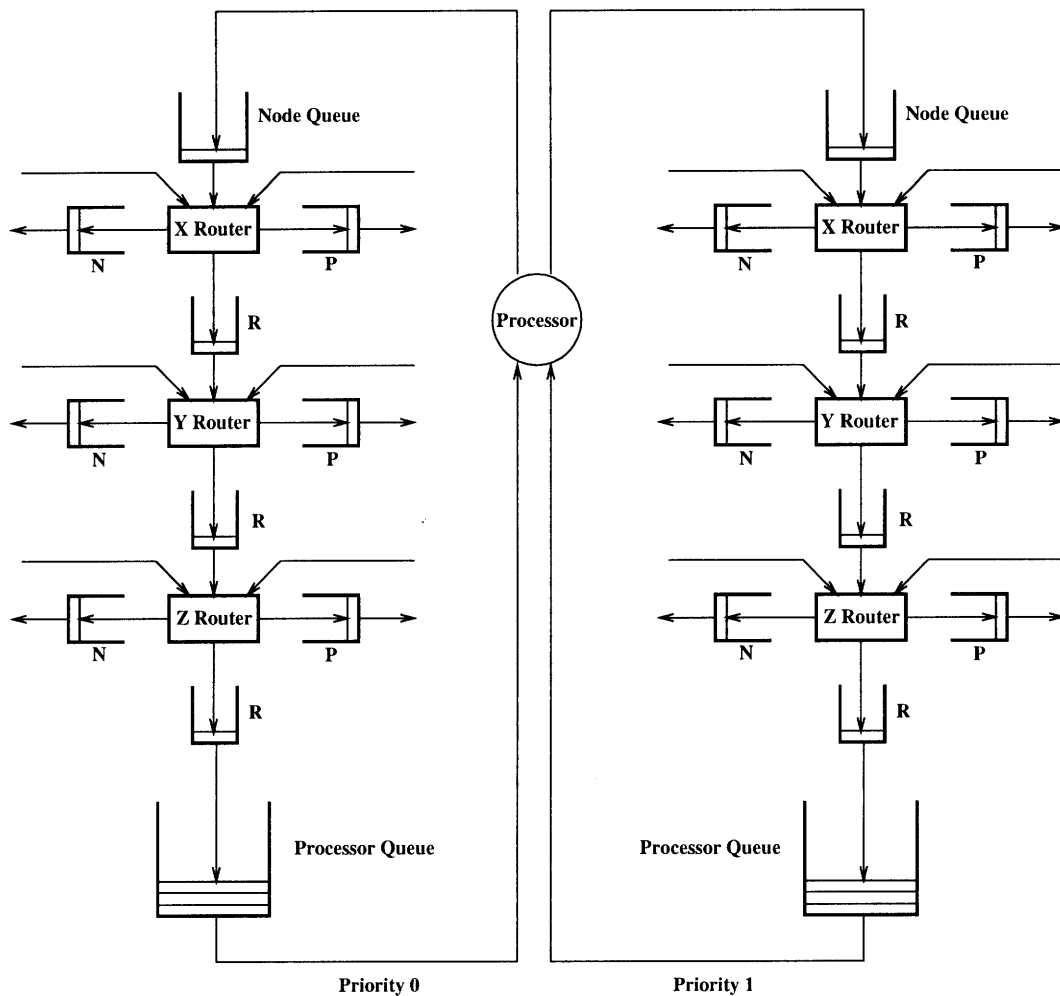 Node Queue
Node Queue
X Router
X Router
N
P
N
P
R
Processor
R
Y Router
Y Router
N
P
N
P
R
R
Z Router
Z Router
N
P
N
P
R
R
Processor Queue
Processor Queue
Priority 0
Priority 1